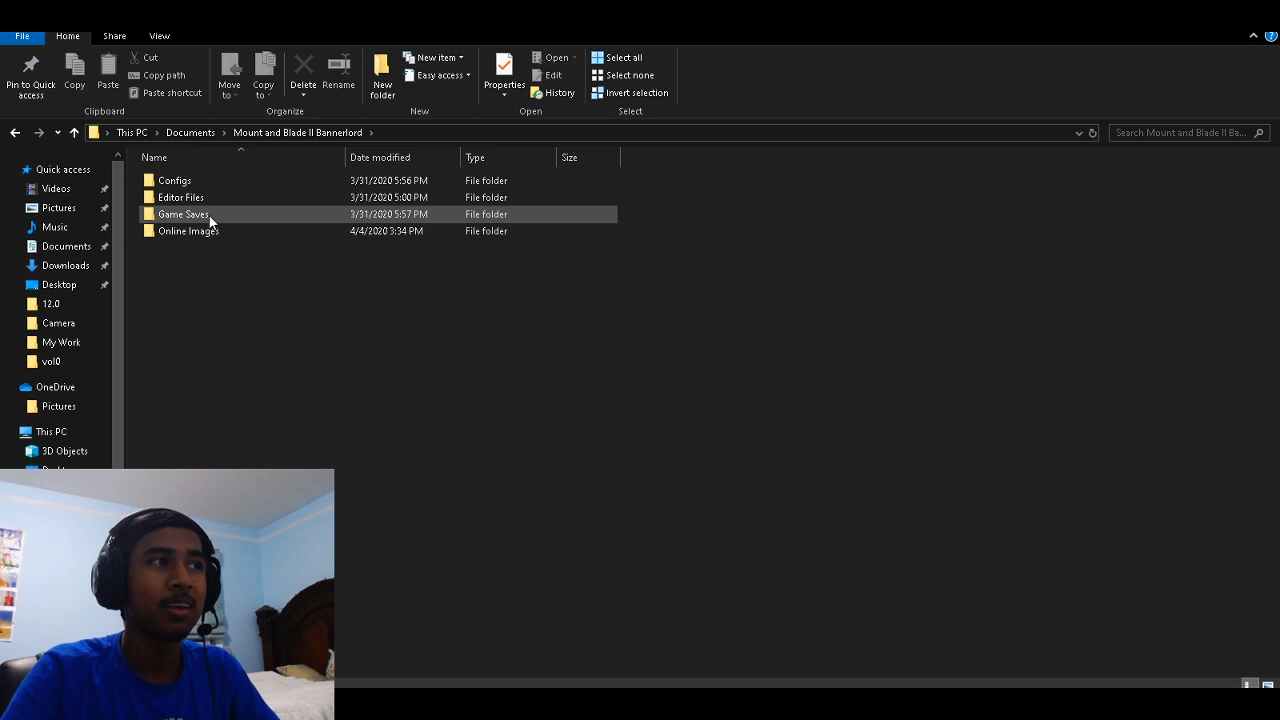 File Home Share View
Cut
Copy path
Paste shortcut
Pin to Quick access
Copy
Paste
Clipboard
Move to
Copy to
Delete
Rename
Organize
New folder
New item
Easy access
New
Properties
Open
Edit
History
Open
Select all
Select none
Invert selection
Select
This PC > Documents > Mount and Blade II Bannerlord >
Search Mount and Blade II Ba...
Name Date modified Type Size
Configs 3/31/2020 5:56 PM File folder
Editor Files 3/31/2020 5:00 PM File folder
Game Saves 3/31/2020 5:57 PM File folder
Online Images 4/4/2020 3:34 PM File folder
Quick access
Videos
Pictures
Music
Documents
Downloads
Desktop
12.0
Camera
My Work
vol0
OneDrive
Pictures
This PC
3D Objects